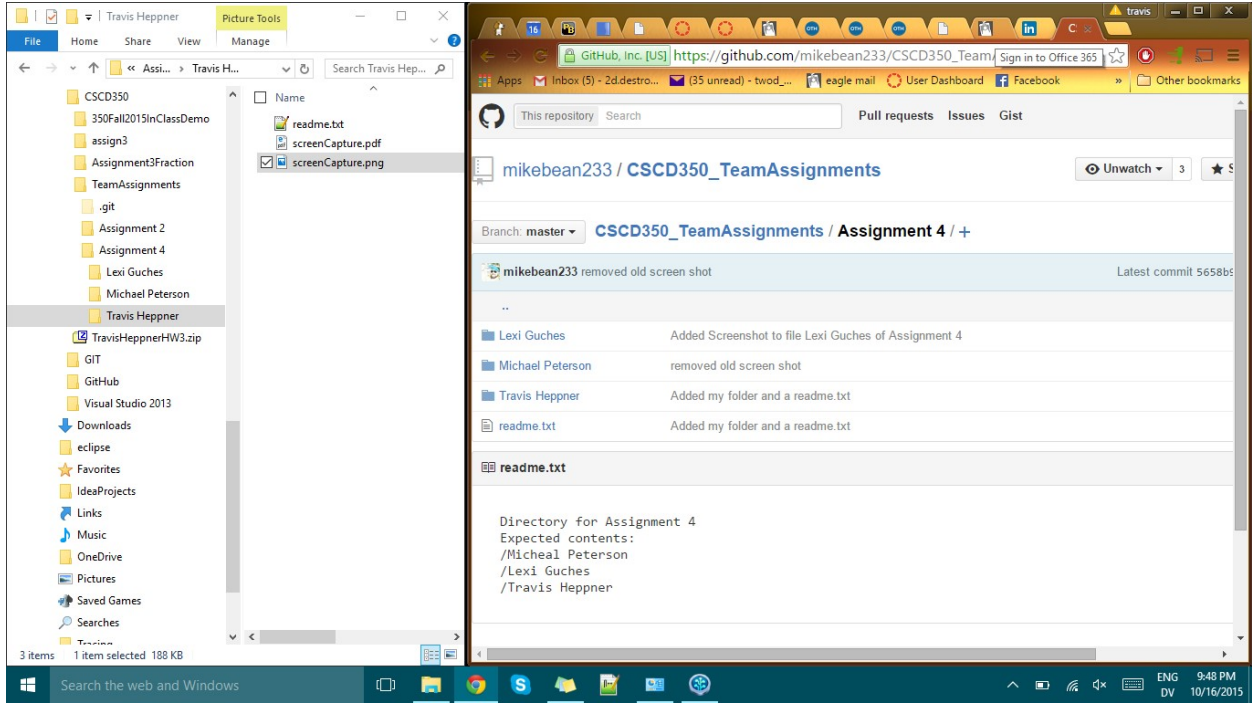 Travis Heppner
Picture Tools
File
Home
Share
View
Manage
« Assi... › Travis H...
Search Travis Hep...
CSCD350
350Fall2015InClassDemo
assign3
Assignment3Fraction
TeamAssignments
.git
Assignment 2
Assignment 4
Lexi Guches
Michael Peterson
Travis Heppner
TravisHeppnerHW3.zip
GIT
GitHub
Visual Studio 2013
Downloads
eclipse
Favorites
IdeaProjects
Links
Music
OneDrive
Pictures
Saved Games
Searches
Tracing
Name
readme.txt
screenCapture.pdf
screenCapture.png
3 items 1 item selected 188 KB
travis
16
PB
OTH
OTH
OTH
in
C
GitHub, Inc. [US] https://github.com/mikebean233/CSCD350_Team/
Sign in to Office 365
Apps
Inbox (5) - 2d.destro...
(35 unread) - twod_...
eagle mail
User Dashboard
Facebook
»
Other bookmarks
This repository Search
Pull requests Issues Gist
mikebean233 / CSCD350_TeamAssignments
Unwatch 3
Branch: master
CSCD350_TeamAssignments / Assignment 4 / +
mikebean233 removed old screen shot
Latest commit 5658b9
..
Lexi Guches Added Screenshot to file Lexi Guches of Assignment 4
Michael Peterson removed old screen shot
Travis Heppner Added my folder and a readme.txt
readme.txt Added my folder and a readme.txt
readme.txt
Directory for Assignment 4
Expected contents:
/Micheal Peterson
/Lexi Guches
/Travis Heppner
Search the web and Windows
ENG
DV
9:48 PM
10/16/2015